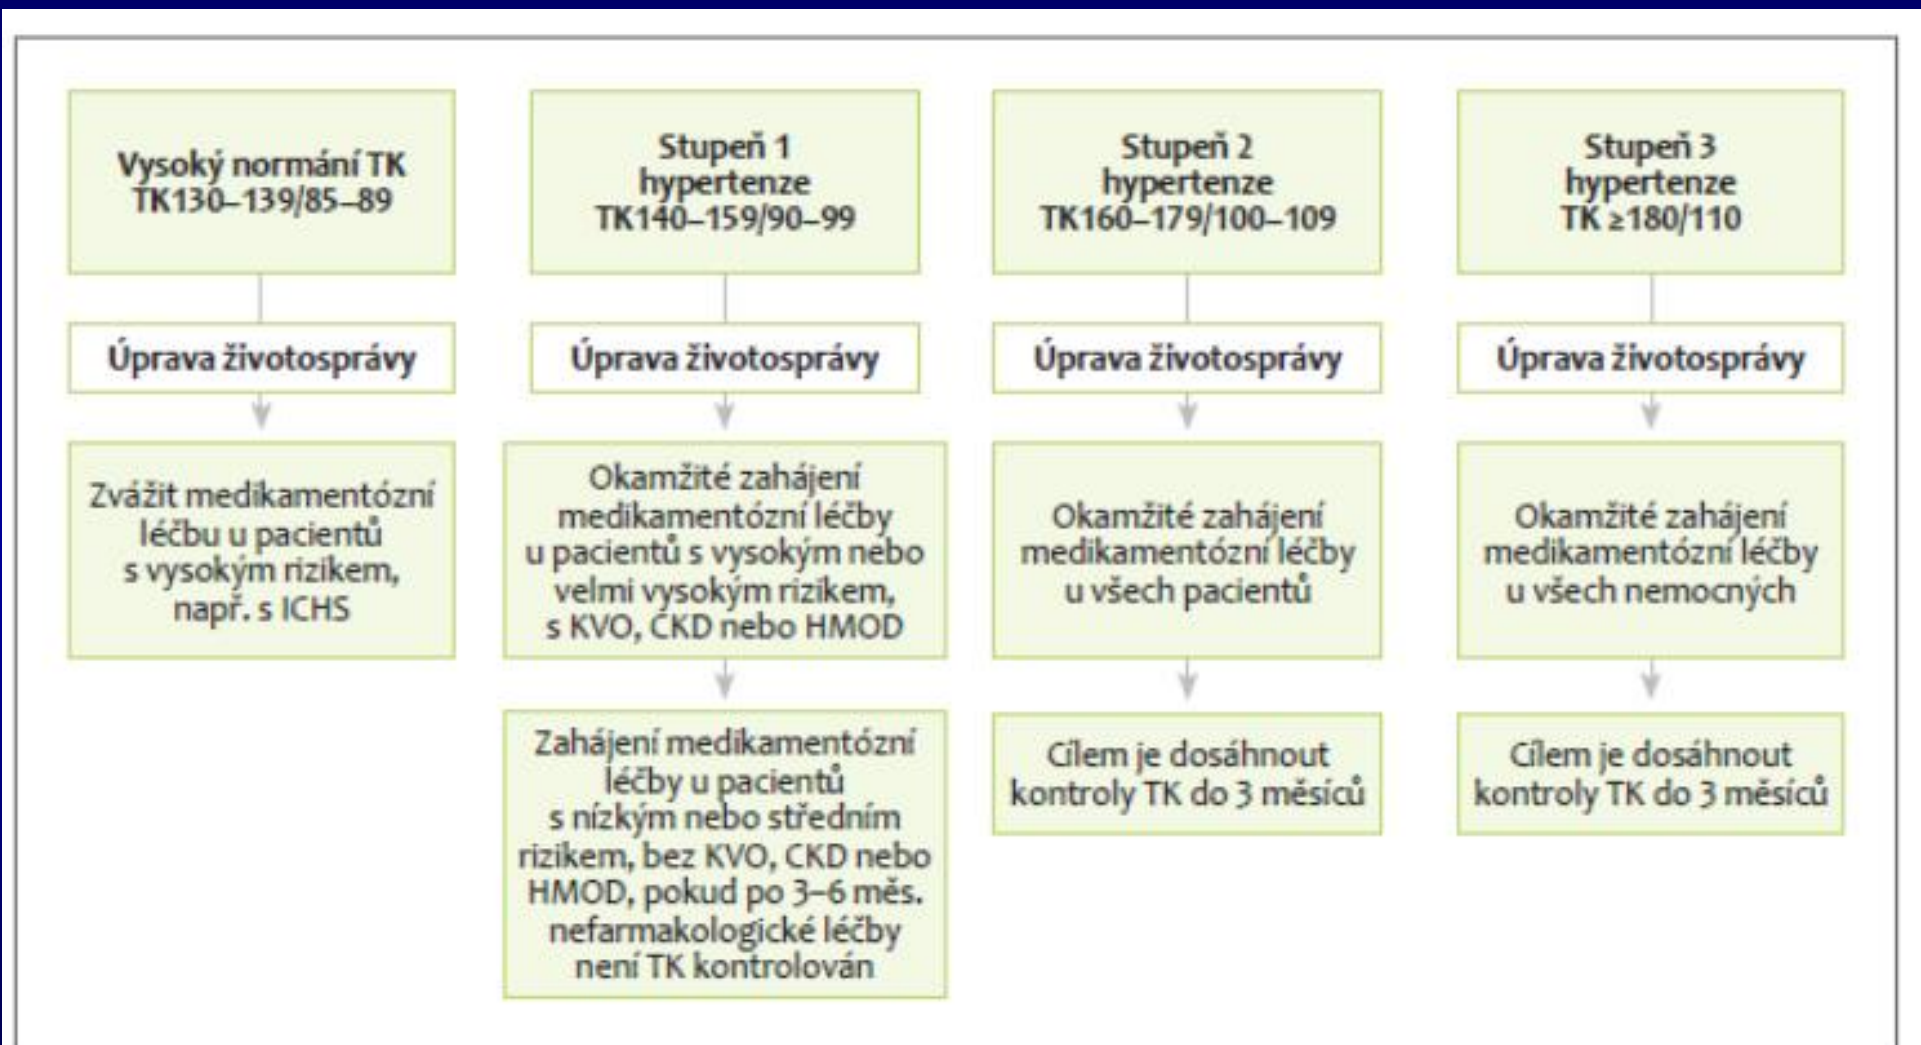 Vysoký normání TK
TK130–139/85–89
Úprava životosprávy
Zvážit medikamentózní
léčbu u pacientů
s vysokým rizikem,
např. s ICHS
Stupeň 1
hypertenze
TK140–159/90–99
Úprava životosprávy
Okamžité zahájení
medikamentózní léčby
u pacientů s vysokým nebo
velmi vysokým rizikem,
s KVO, CKD nebo HMOD
Zahájení medikamentózní
léčby u pacientů
s nízkým nebo středním
rizikem, bez KVO, CKD nebo
HMOD, pokud po 3–6 měs.
nefarmakologické léčby
není TK kontrolován
Stupeň 2
hypertenze
TK160–179/100–109
Úprava životosprávy
Okamžité zahájení
medikamentózní léčby
u všech pacientů
Cílem je dosáhnout
kontroly TK do 3 měsíců
Stupeň 3
hypertenze
TK ≥180/110
Úprava životosprávy
Okamžité zahájení
medikamentózní léčby
u všech nemocných
Cílem je dosáhnout
kontroly TK do 3 měsíců